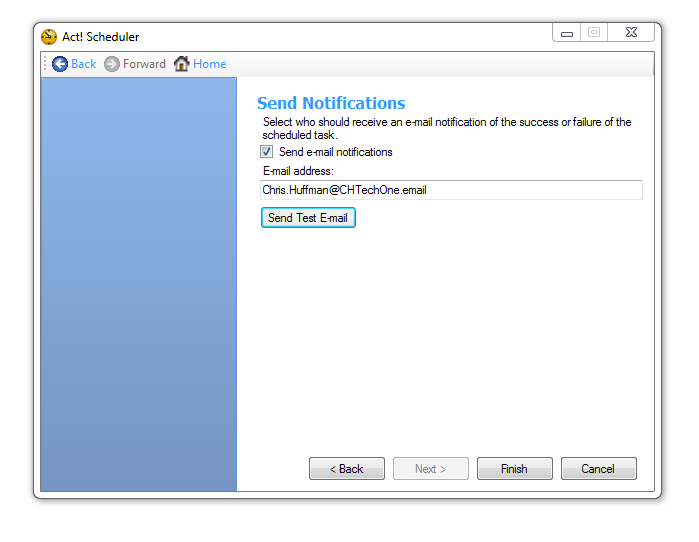 Act! Scheduler
Back Forward Home
Send Notifications
Select who should receive an e-mail notification of the success or failure of the
scheduled task.
Send e-mail notifications
E-mail address:
Chris.Huffman@CHTechOne.email
Send Test E-mail
< Back Next > Finish Cancel